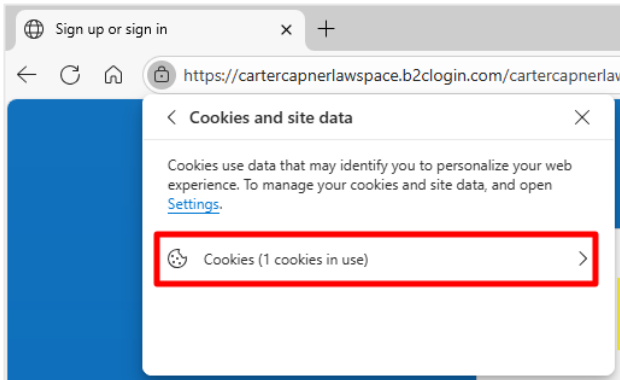 Sign up or sign in
https://cartercapnerlawspace.b2clogin.com/cartercapnerlav
Cookies and site data
Cookies use data that may identify you to personalize your web
experience. To manage your cookies and site data, and open
Settings.
Cookies (1 cookies in use)